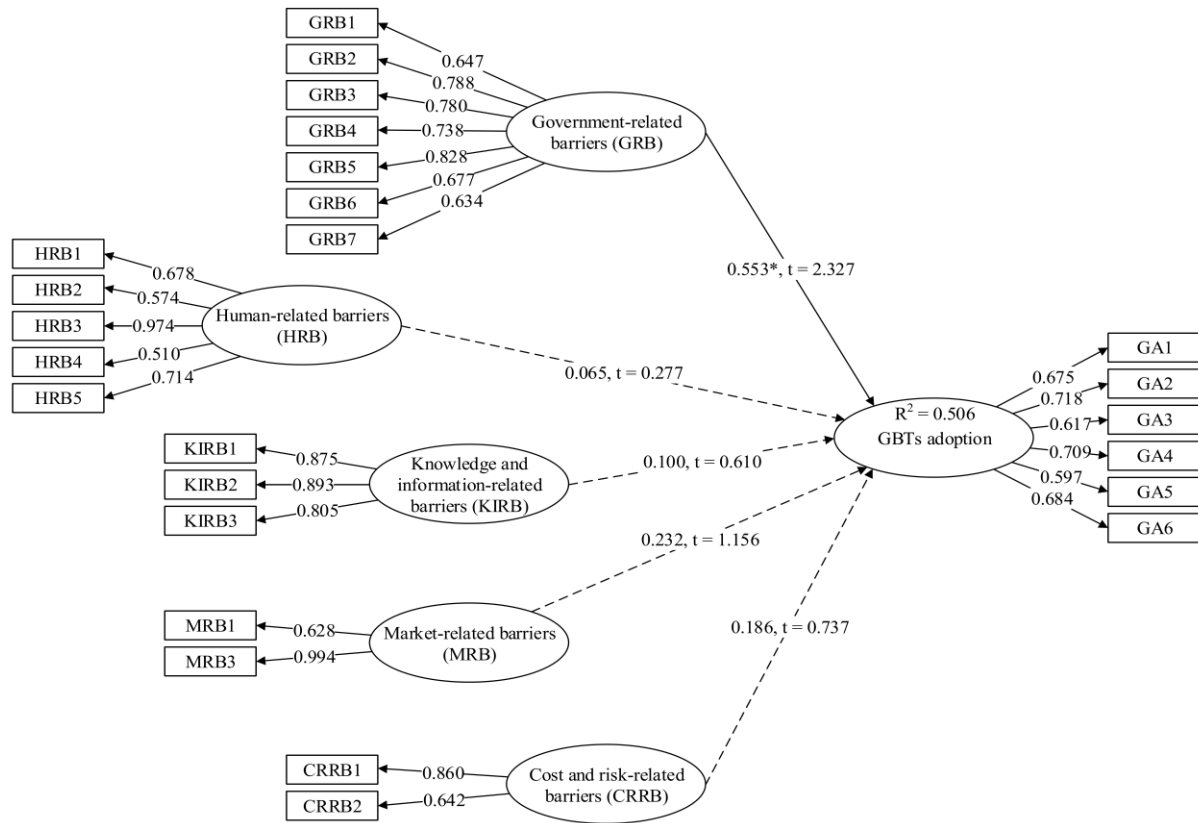 GRB1
GRB2
GRB3
GRB4
GRB5
GRB6
GRB7
0.647
0.788
0.780
0.738
0.828
0.677
0.634
Government-related
barriers (GRB)
0.553*, t = 2.327
HRB1
HRB2
HRB3
HRB4
HRB5
0.678
0.574
0.974
0.510
0.714
Human-related barriers
(HRB)
0.065, t = 0.277
KIRB1
KIRB2
KIRB3
0.875
0.893
0.805
Knowledge and
information-related
barriers (KIRB)
0.100, t = 0.610
MRB1
MRB3
0.628
0.994
Market-related barriers
(MRB)
0.232, t = 1.156
CRRB1
CRRB2
0.860
0.642
Cost and risk-related
barriers (CRRB)
0.186, t = 0.737
R² = 0.506
GBTs adoption
0.675
0.718
0.617
0.709
0.597
0.684
GA1
GA2
GA3
GA4
GA5
GA6